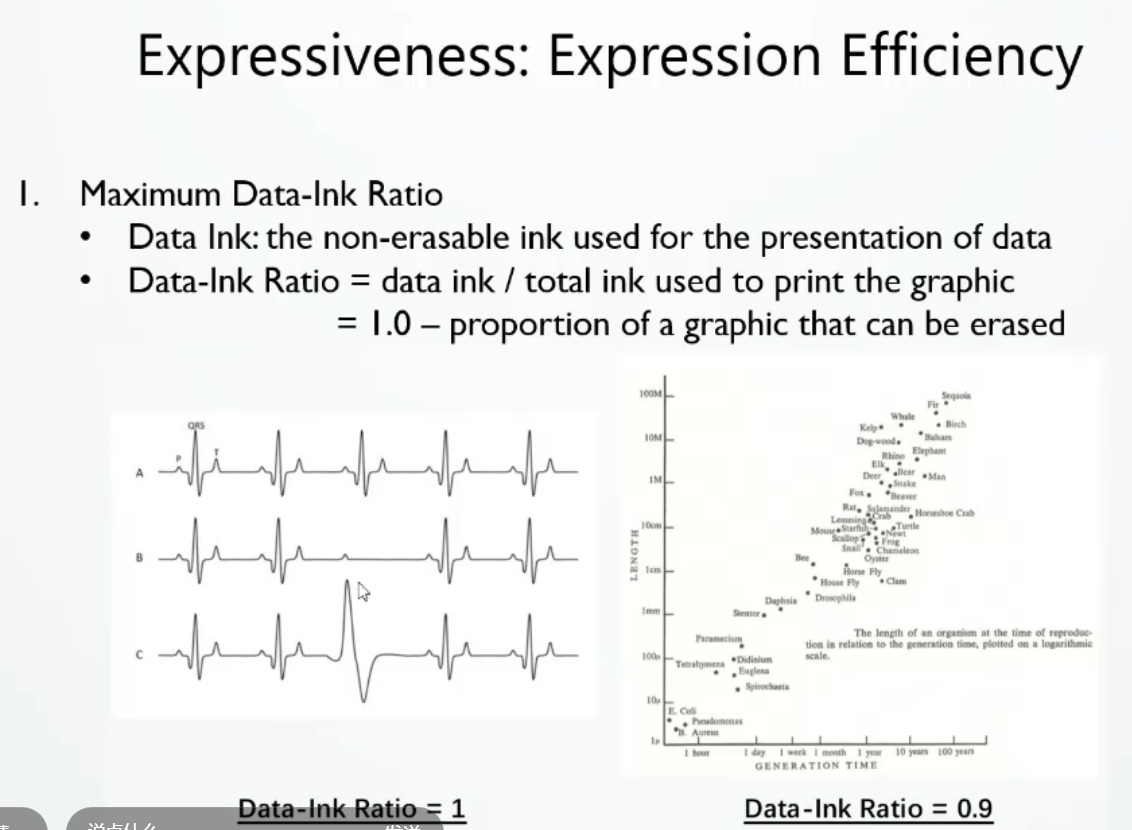 Expressiveness: Expression Efficiency
1. Maximum Data-Ink Ratio
• Data Ink: the non-erasable ink used for the presentation of data
• Data-Ink Ratio = data ink / total ink used to print the graphic
= 1.0 – proportion of a graphic that can be erased
QRS
P
T
A
B
C
100M
10M
1M
10cm
1cm
1mm
100μ
10μ
1μ
LENGTH
Sequoia
Fir
Whale
Kelp
Birch
Dog-wood
Balsam
Rhino
Elephant
Elk
Bear
Deer
Man
Snake
Fox
Beaver
Rat
Salamander
Lemming
Crab
Horseshoe Crab
Mouse
Starfish
Turtle
Newt
Scallop
Frog
Snail
Chameleon
Oyster
Bee
Horse Fly
House Fly
Clam
Daphnia
Drosophila
Stentor
Paramecium
Tetrahymena
Didinium
Euglena
Spirochaeta
E. Coli
Pseudomonas
B. Aureus
The length of an organism at the time of reproduc-
tion in relation to the generation time, plotted on a logarithmic
scale.
1 hour 1 day 1 week 1 month 1 year 10 years 100 years
GENERATION TIME
Data-Ink Ratio = 1
Data-Ink Ratio = 0.9